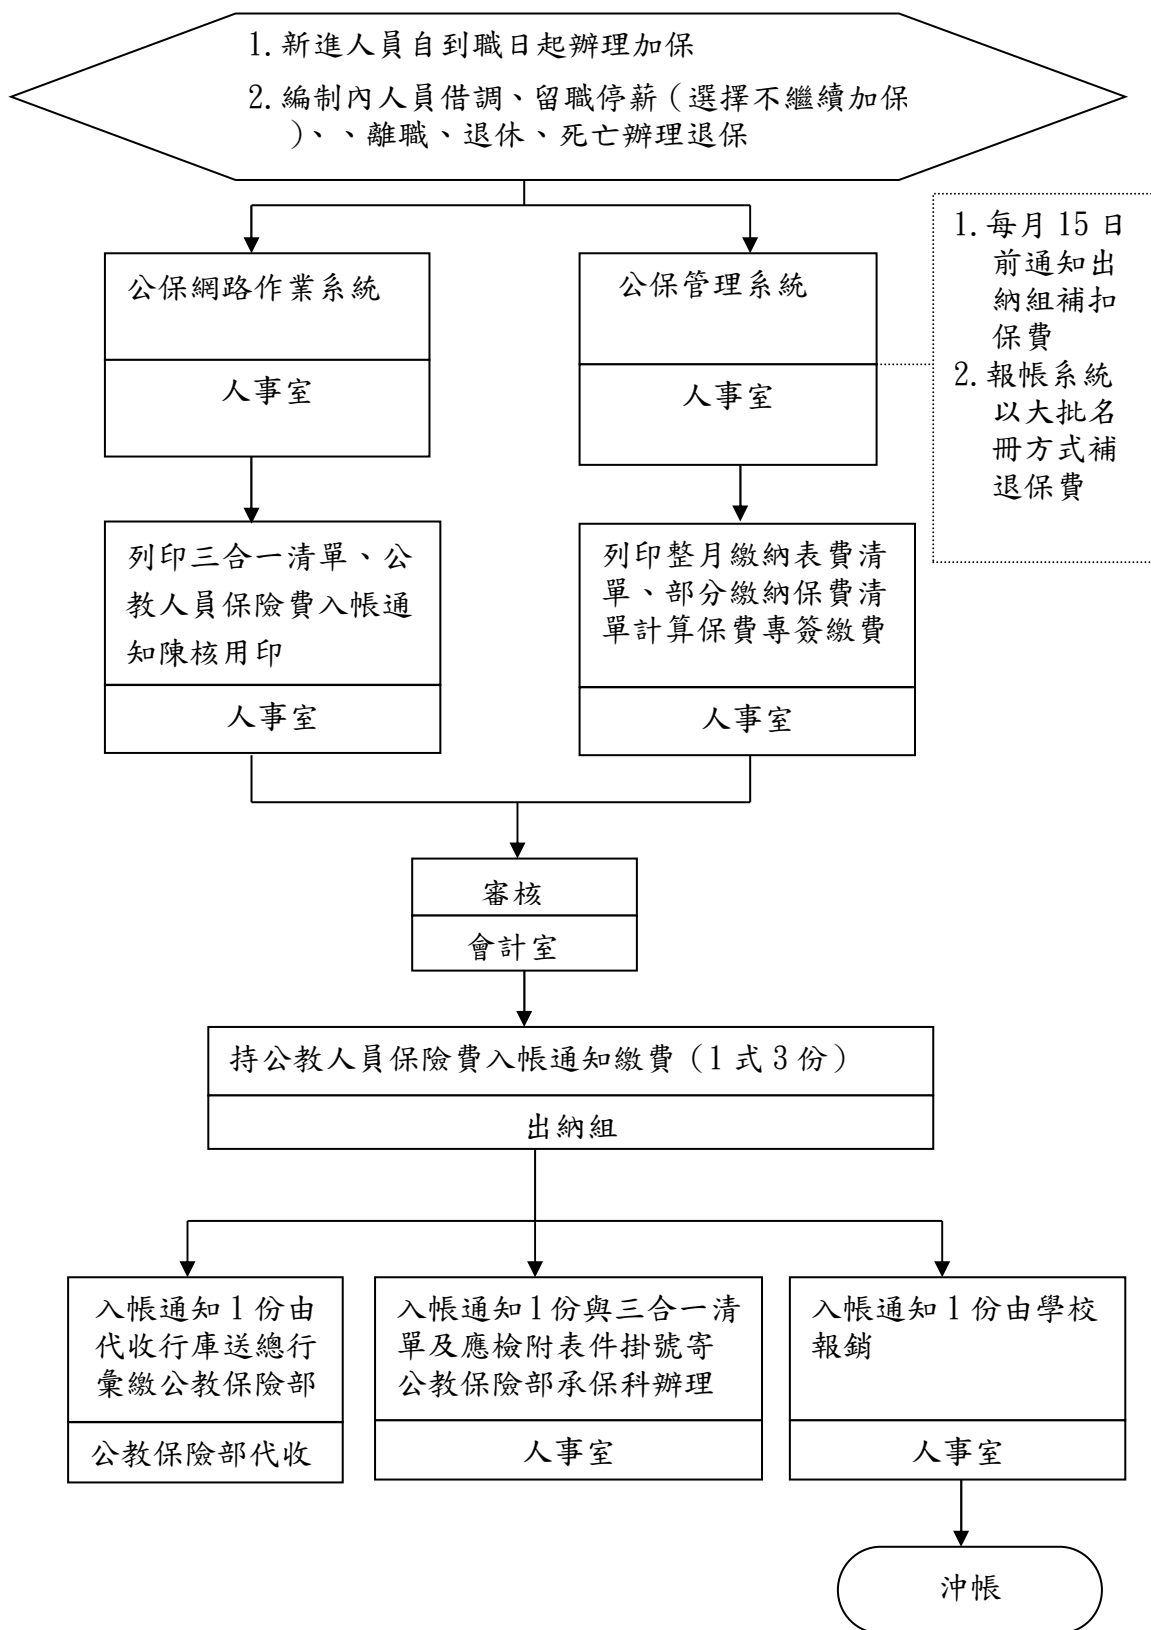 1.新進人員自到職日起辦理加保
2.編制內人員借調、留職停薪（選擇不繼續加保
）、、離職、退休、死亡辦理退保
公保網路作業系統
人事室
公保管理系統
人事室
1.每月 15 日
前通知出
納組補扣
保費
2.報帳系統
以大批名
冊方式補
退保費
列印三合一清單、公
教人員保險費入帳通
知陳核用印
人事室
列印整月繳納表費清
單、部分繳納保費清
單計算保費專簽繳費
人事室
審核
會計室
持公教人員保險費入帳通知繳費（1 式 3 份）
出納組
入帳通知 1 份由
代收行庫送總行
彙繳公教保險部
公教保險部代收
入帳通知 1 份與三合一清
單及應檢附表件掛號寄
公教保險部承保科辦理
人事室
入帳通知 1 份由學校
報銷
人事室
沖帳